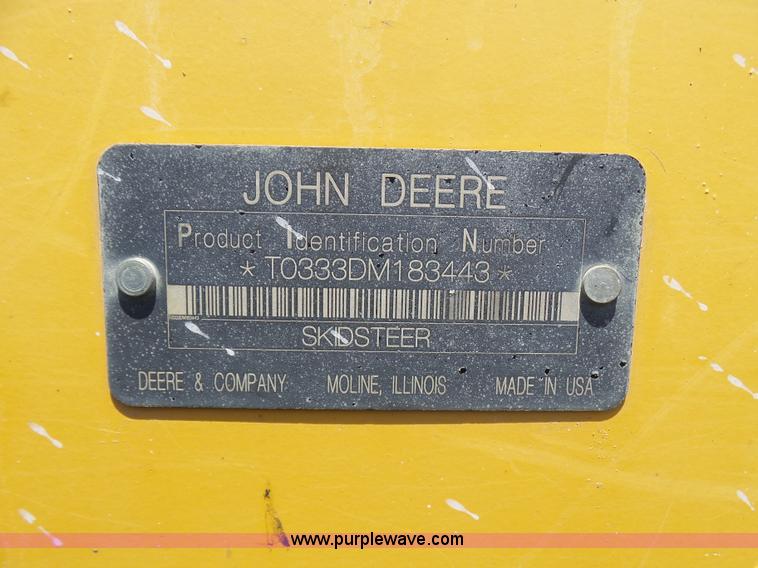 JOHN DEERE
Product Identification Number
* T0333DM183443 *
SKIDSTEER
DEERE & COMPANY MOLINE, ILLINOIS MADE IN USA
www.purplewave.com